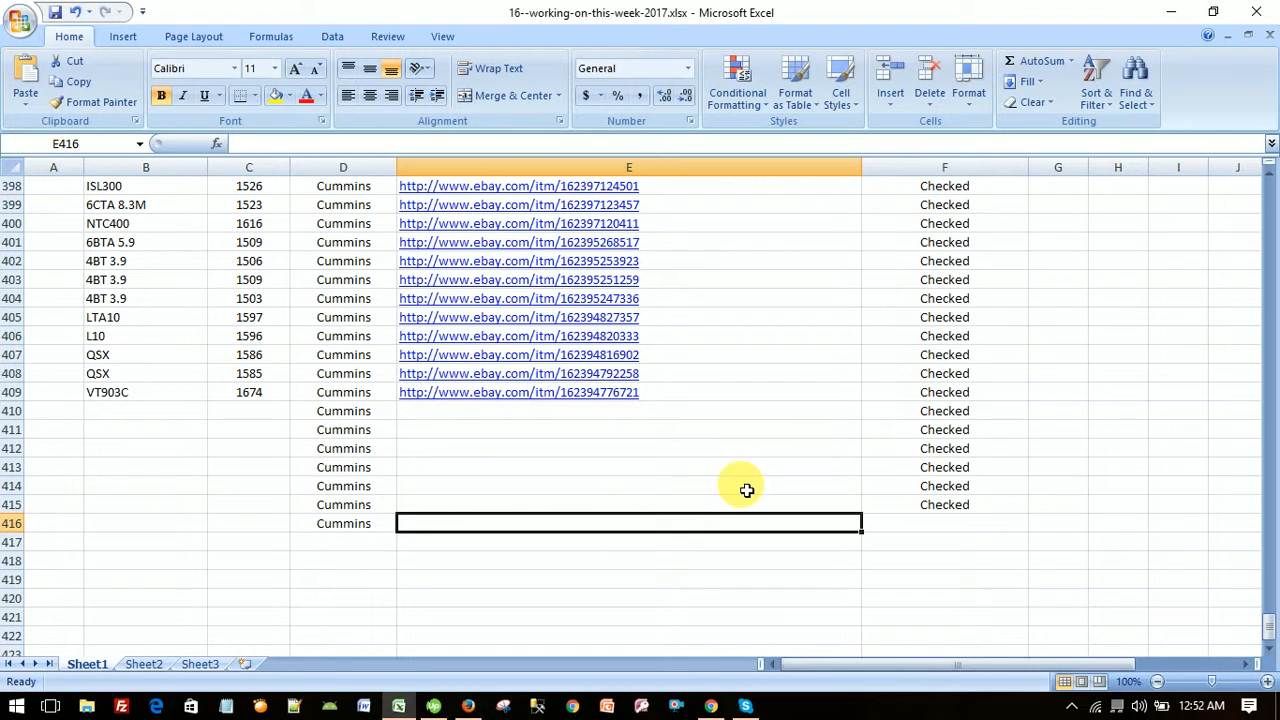 16--working-on-this-week-2017.xlsx - Microsoft Excel
Home Insert Page Layout Formulas Data Review View
Paste Cut Copy Format Painter Clipboard
Calibri 11 B I U A A A Font
Wrap Text Merge & Center Alignment
General $ % , Number
Conditional Formatting Format as Table Cell Styles Styles
Insert Delete Format Cells
Σ AutoSum Fill Clear Sort & Filter Find & Select Editing
E416 fx
A B C D E F G H I J
398 ISL300 1526 Cummins http://www.ebay.com/itm/162397124501 Checked
399 6CTA 8.3M 1523 Cummins http://www.ebay.com/itm/162397123457 Checked
400 NTC400 1616 Cummins http://www.ebay.com/itm/162397120411 Checked
401 6BTA 5.9 1509 Cummins http://www.ebay.com/itm/162395268517 Checked
402 4BT 3.9 1506 Cummins http://www.ebay.com/itm/162395253923 Checked
403 4BT 3.9 1509 Cummins http://www.ebay.com/itm/162395251259 Checked
404 4BT 3.9 1503 Cummins http://www.ebay.com/itm/162395247336 Checked
405 LTA10 1597 Cummins http://www.ebay.com/itm/162394827357 Checked
406 L10 1596 Cummins http://www.ebay.com/itm/162394820333 Checked
407 QSX 1586 Cummins http://www.ebay.com/itm/162394816902 Checked
408 QSX 1585 Cummins http://www.ebay.com/itm/162394792258 Checked
409 VT903C 1674 Cummins http://www.ebay.com/itm/162394776721 Checked
410 Cummins Checked
411 Cummins Checked
412 Cummins Checked
413 Cummins Checked
414 Cummins Checked
415 Cummins Checked
416 Cummins
417
418
419
420
421
422
423
Sheet1 Sheet2 Sheet3
Ready 100%
12:52 AM